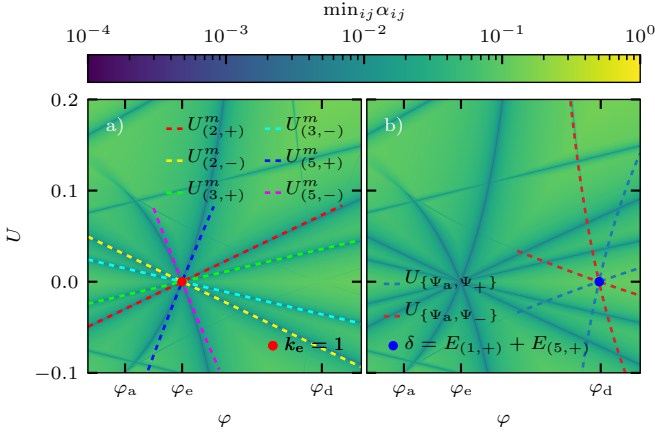 min_{ij} α_{ij}
10^{-4} 10^{-3} 10^{-2} 10^{-1} 10^{0}
0.2
0.1
0.0
−0.1
U
a)
U^m_{(2,+)} U^m_{(3,-)}
U^m_{(2,-)} U^m_{(5,+)}
U^m_{(3,+)} U^m_{(5,-)}
k_e = 1
φ_a φ_e φ_d
φ
b)
U_{\{Ψ_a,Ψ_+\}}
U_{\{Ψ_a,Ψ_-\}}
δ = E_{(1,+)} + E_{(5,+)}
φ_a φ_e φ_d
φ